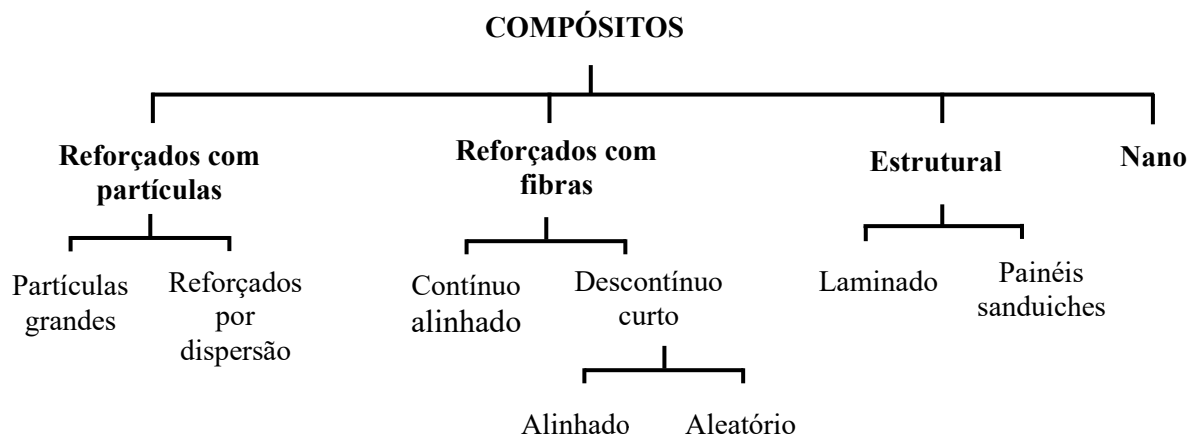 COMPÓSITOS
Reforçados com
partículas
Reforçados com
fibras
Estrutural
Nano
Partículas
grandes
Reforçados
por
dispersão
Contínuo
alinhado
Descontínuo
curto
Laminado
Painéis
sanduiches
Alinhado
Aleatório